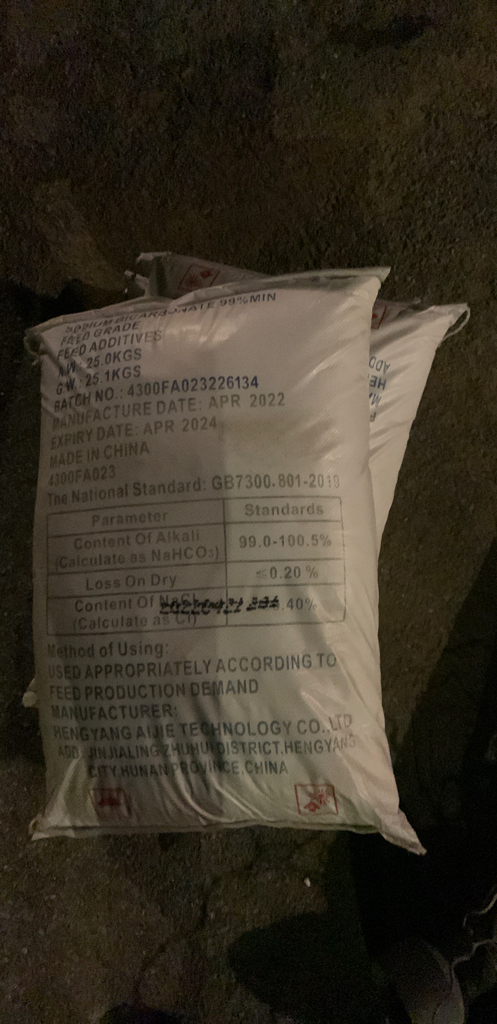 SODIUM BICARBONATE 99%MIN
FEED GRADE
FEED ADDITIVES
N.W.: 25.0KGS
G.W.: 25.1KGS
BATCH NO.: 4300FA023226134
MANUFACTURE DATE: APR 2022
EXPIRY DATE: APR 2024
MADE IN CHINA
4300FA023
The National Standard: GB7300.801-2019
Parameter Standards
Content Of Alkali
(Calculate as NaHCO₃) 99.0-100.5%
Loss On Dry ≤0.20 %
Content Of .40%
(Calculate as Cl)
Method of Using:
USED APPROPRIATELY ACCORDING TO
FEED PRODUCTION DEMAND
MANUFACTURER:
HENGYANG AIJIE TECHNOLOGY CO.,LTD
ADD: JINJIALING,ZHUHUI DISTRICT,HENGYANG
CITY,HUNAN PROVINCE,CHINA